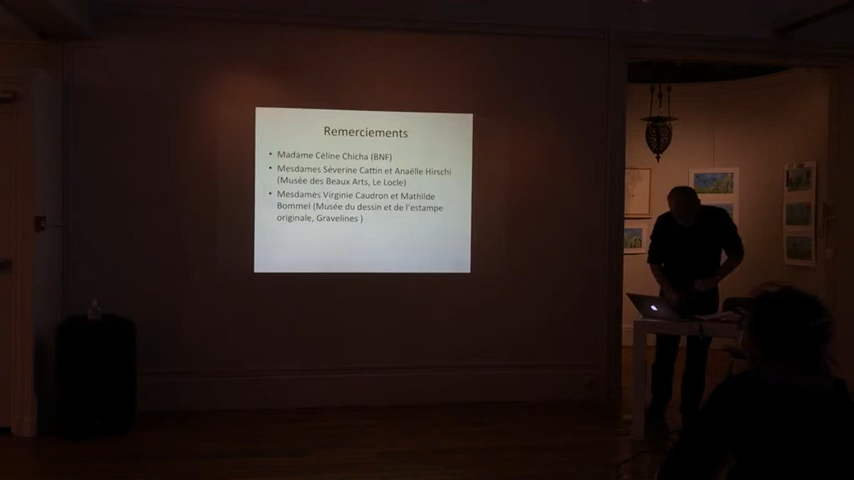 Remerciements
• Madame Céline Chicha (BNF)
• Mesdames Séverine Cattin et Anaëlle Hirschi
(Musée des Beaux Arts, Le Locle)
• Mesdames Virginie Caudron et Mathilde
Bommel (Musée du dessin et de l'estampe
originale, Gravelines )